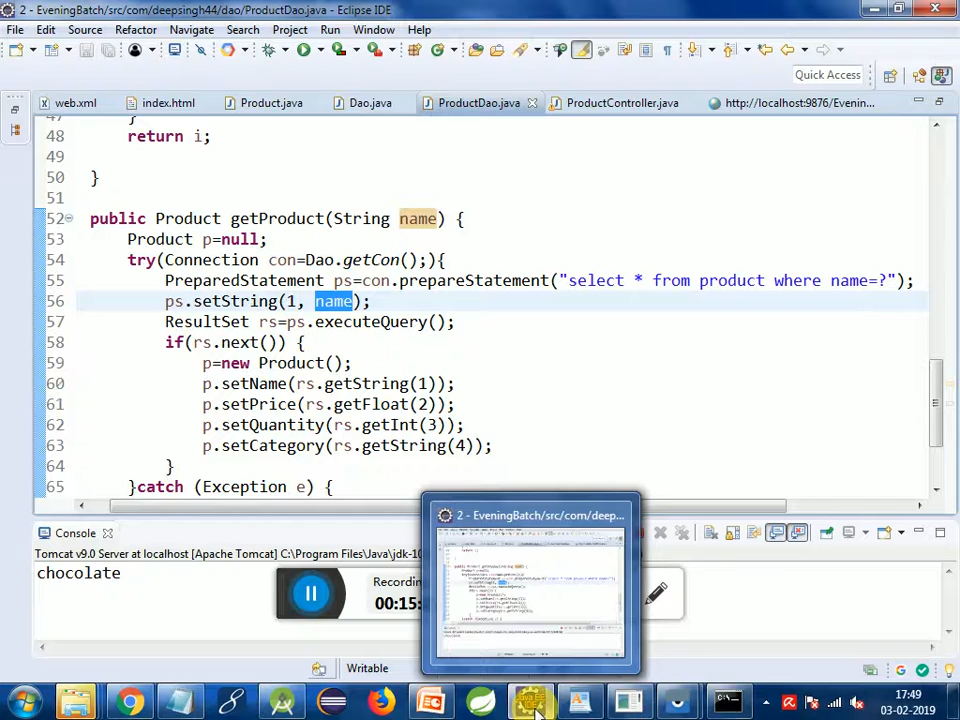 2 - EveningBatch/src/com/deepsingh44/dao/ProductDao.java - Eclipse IDE
File Edit Source Refactor Navigate Search Project Run Window Help
Quick Access
web.xml index.html Product.java Dao.java ProductDao.java ProductController.java http://localhost:9876/Evenin...
47 }
48 return i;
49
50 }
51
52 public Product getProduct(String name) {
53 Product p=null;
54 try(Connection con=Dao.getCon();){
55 PreparedStatement ps=con.prepareStatement("select * from product where name=?");
56 ps.setString(1, name);
57 ResultSet rs=ps.executeQuery();
58 if(rs.next()) {
59 p=new Product();
60 p.setName(rs.getString(1));
61 p.setPrice(rs.getFloat(2));
62 p.setQuantity(rs.getInt(3));
63 p.setCategory(rs.getString(4));
64 }
65 }catch (Exception e) {
2 - EveningBatch/src/com/deep...
Console
Tomcat v9.0 Server at localhost [Apache Tomcat] C:\Program Files\Java\jdk-10
chocolate
Recording
00:15:
Writable
Java EE
IDE
17:49
03-02-2019